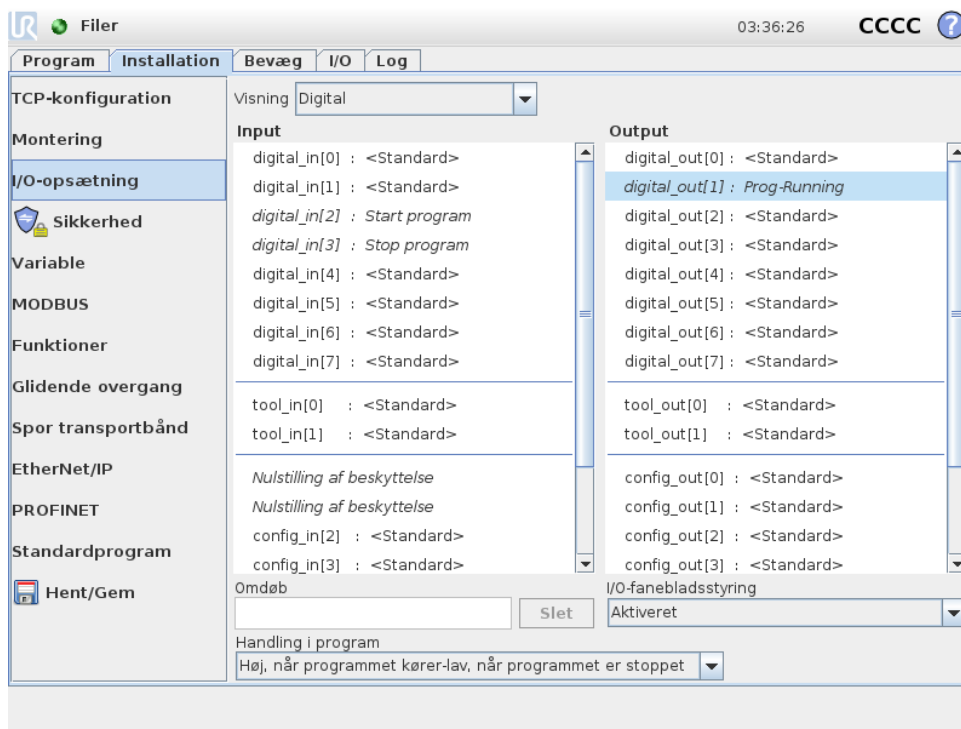 UR Filer 03:36:26 CCCC ?
Program Installation Bevæg I/O Log
TCP-konfiguration
Montering
I/O-opsætning
Sikkerhed
Variable
MODBUS
Funktioner
Glidende overgang
Spor transportbånd
EtherNet/IP
PROFINET
Standardprogram
Hent/Gem
Visning Digital
Input
digital_in[0] : <Standard>
digital_in[1] : <Standard>
digital_in[2] : Start program
digital_in[3] : Stop program
digital_in[4] : <Standard>
digital_in[5] : <Standard>
digital_in[6] : <Standard>
digital_in[7] : <Standard>
tool_in[0] : <Standard>
tool_in[1] : <Standard>
Nulstilling af beskyttelse
Nulstilling af beskyttelse
config_in[2] : <Standard>
config_in[3] : <Standard>
Output
digital_out[0] : <Standard>
digital_out[1] : Prog-Running
digital_out[2] : <Standard>
digital_out[3] : <Standard>
digital_out[4] : <Standard>
digital_out[5] : <Standard>
digital_out[6] : <Standard>
digital_out[7] : <Standard>
tool_out[0] : <Standard>
tool_out[1] : <Standard>
config_out[0] : <Standard>
config_out[1] : <Standard>
config_out[2] : <Standard>
config_out[3] : <Standard>
Omdøb
Slet
I/O-fanebladsstyring
Aktiveret
Handling i program
Høj, når programmet kører-lav, når programmet er stoppet